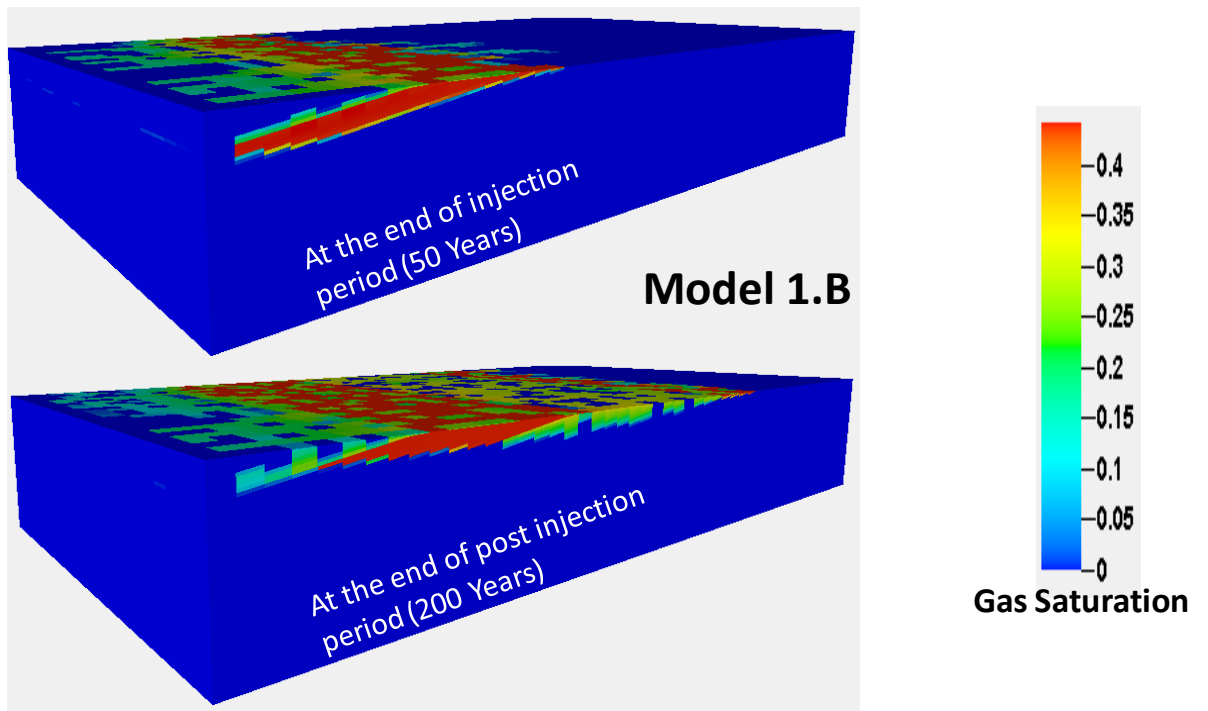 At the end of injection
period (50 Years)
Model 1.B
At the end of post injection
period (200 Years)
0.4
0.35
0.3
0.25
0.2
0.15
0.1
0.05
0
Gas Saturation